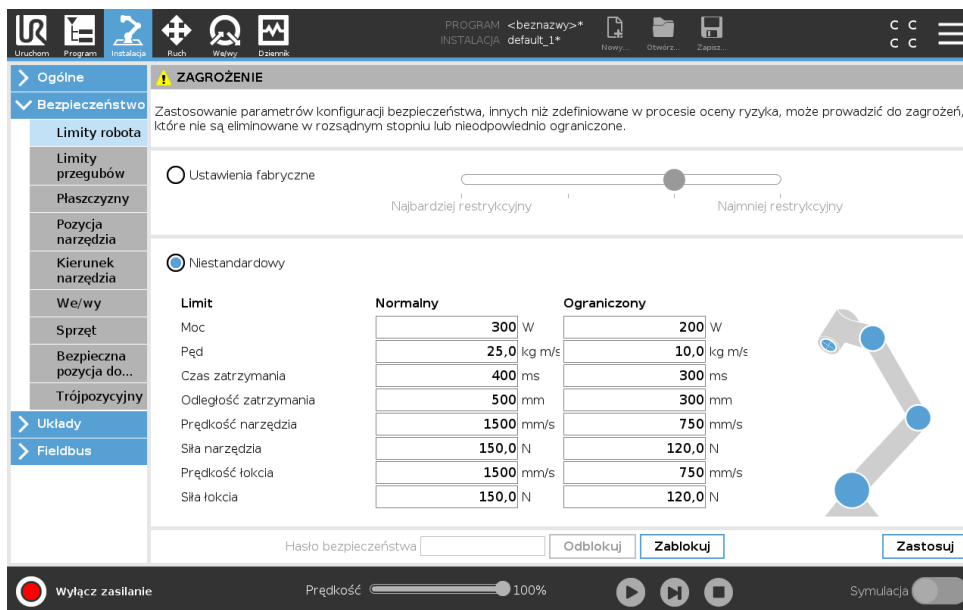 PROGRAM <beznazwy>*
INSTALACJA default_1*
Uruchom Program Instalacja Ruch We/wy Dziennik Nowy... Otwórz... Zapisz...
C C
C C
Ogólne
Bezpieczeństwo
Limity robota
Limity przegubów
Płaszczyzny
Pozycja narzędzia
Kierunek narzędzia
We/wy
Sprzęt
Bezpieczna pozycja do...
Trójpozycyjny
Układy
Fieldbus
ZAGROŻENIE
Zastosowanie parametrów konfiguracji bezpieczeństwa, innych niż zdefiniowane w procesie oceny ryzyka, może prowadzić do zagrożeń,
które nie są eliminowane w rozsądnym stopniu lub nieodpowiednio ograniczone.
Ustawienia fabryczne
Najbardziej restrykcyjny Najmniej restrykcyjny
Niestandardowy
Limit Normalny Ograniczony
Moc 300 W 200 W
Pęd 25,0 kg m/s 10,0 kg m/s
Czas zatrzymania 400 ms 300 ms
Odległość zatrzymania 500 mm 300 mm
Prędkość narzędzia 1500 mm/s 750 mm/s
Siła narzędzia 150,0 N 120,0 N
Prędkość łokcia 1500 mm/s 750 mm/s
Siła łokcia 150,0 N 120,0 N
Hasło bezpieczeństwa Odblokuj Zablokuj Zastosuj
Wyłącz zasilanie Prędkość 100% Symulacja